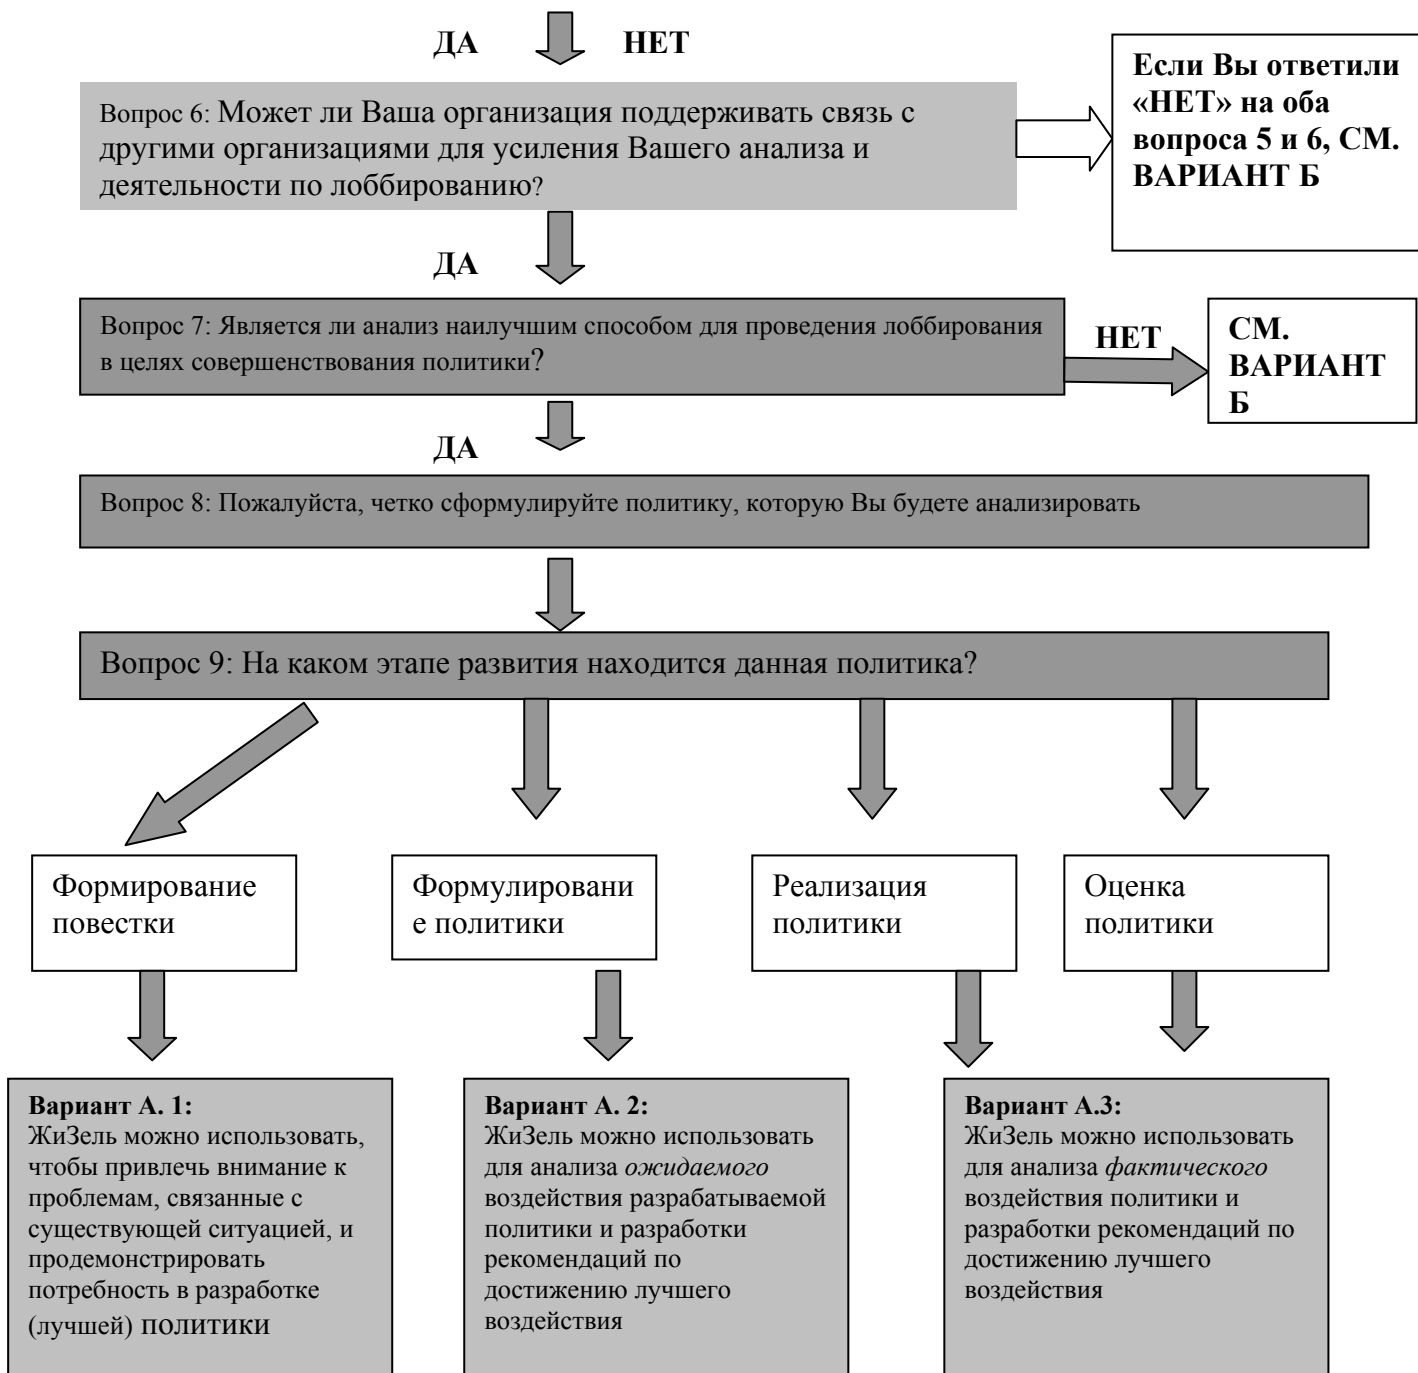 ДА НЕТ
Вопрос 6: Может ли Ваша организация поддерживать связь с
другими организациями для усиления Вашего анализа и
деятельности по лоббированию?
Если Вы ответили
«НЕТ» на оба
вопроса 5 и 6, СМ.
ВАРИАНТ Б
ДА
Вопрос 7: Является ли анализ наилучшим способом для проведения лоббирования
в целях совершенствования политики?
НЕТ
СМ.
ВАРИАНТ
Б
ДА
Вопрос 8: Пожалуйста, четко сформулируйте политику, которую Вы будете анализировать
Вопрос 9: На каком этапе развития находится данная политика?
Формирование
повестки
Формулировани
е политики
Реализация
политики
Оценка
политики
Вариант А. 1:
ЖиЗель можно использовать,
чтобы привлечь внимание к
проблемам, связанные с
существующей ситуацией, и
продемонстрировать
потребность в разработке
(лучшей) политики
Вариант А. 2:
ЖиЗель можно использовать
для анализа ожидаемого
воздействия разрабатываемой
политики и разработки
рекомендаций по
достижению лучшего
воздействия
Вариант А.3:
ЖиЗель можно использовать
для анализа фактического
воздействия политики и
разработки рекомендаций по
достижению лучшего
воздействия